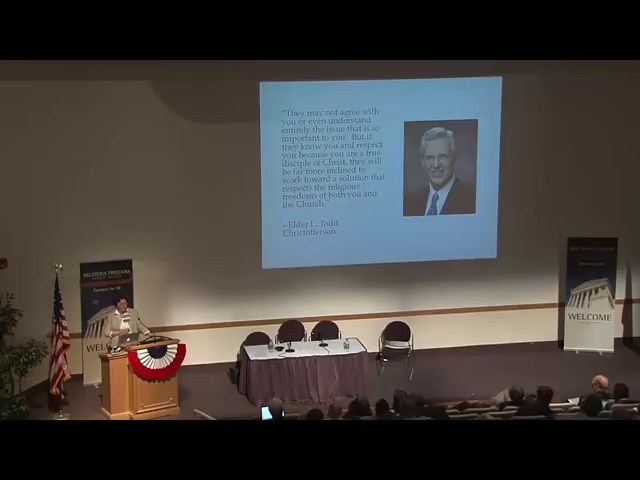 "They may not agree with
you or even understand
entirely the issue that is so
important to you. But if
they know you and respect
you because you are a true
disciple of Christ, they will
be far more inclined to
work toward a solution that
respects the religious
freedoms of both you and
the Church."
--Elder L. Todd
Christofferson
RELIGIOUS FREEDOM
WELCOME